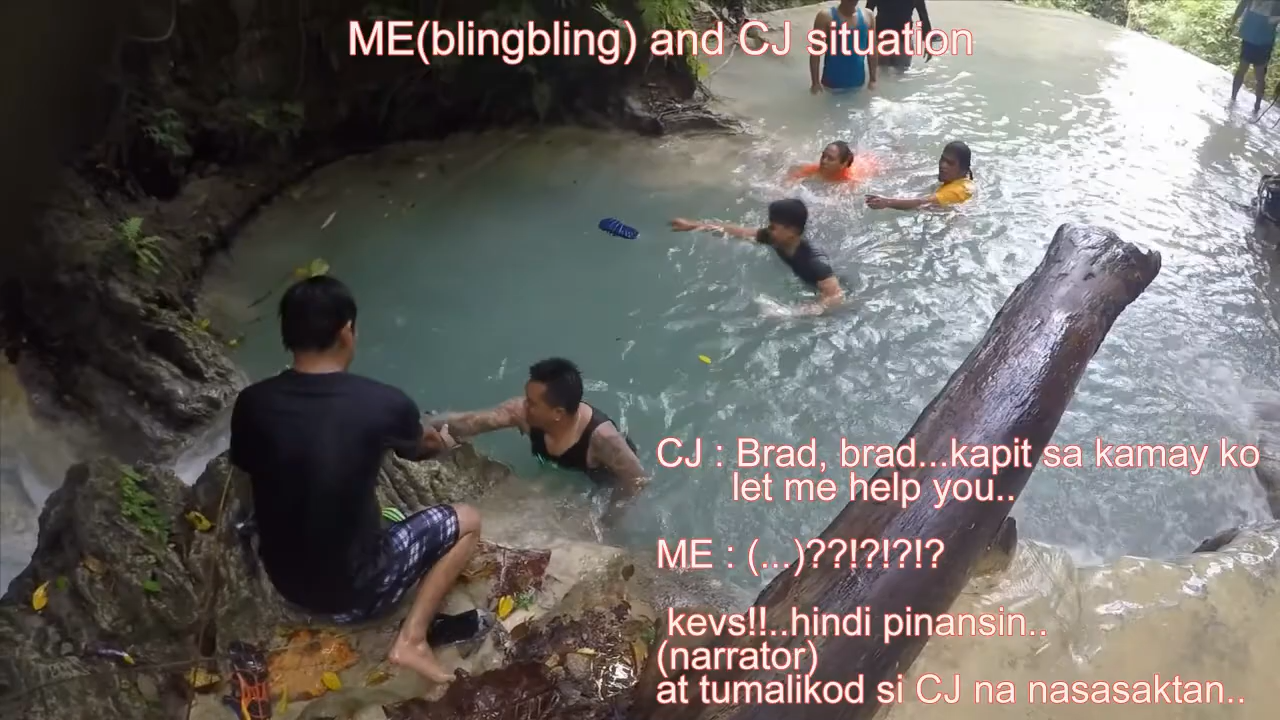 ME(blingbling) and CJ situation
CJ : Brad, brad...kapit sa kamay ko
let me help you..
ME : (...)??!?!?!?
kevs!!..hindi pinansin..
(narrator)
at tumalikod si CJ na nasasaktan..